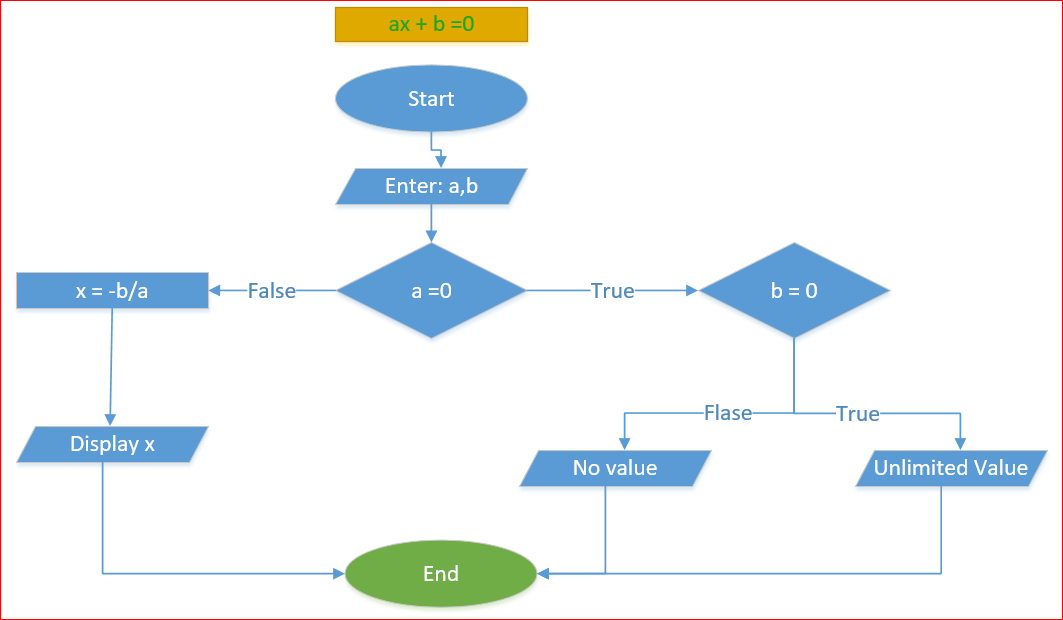 ax + b =0
Start
Enter: a,b
x = -b/a
False
a =0
True
b = 0
Flase
True
Display x
No value
Unlimited Value
End